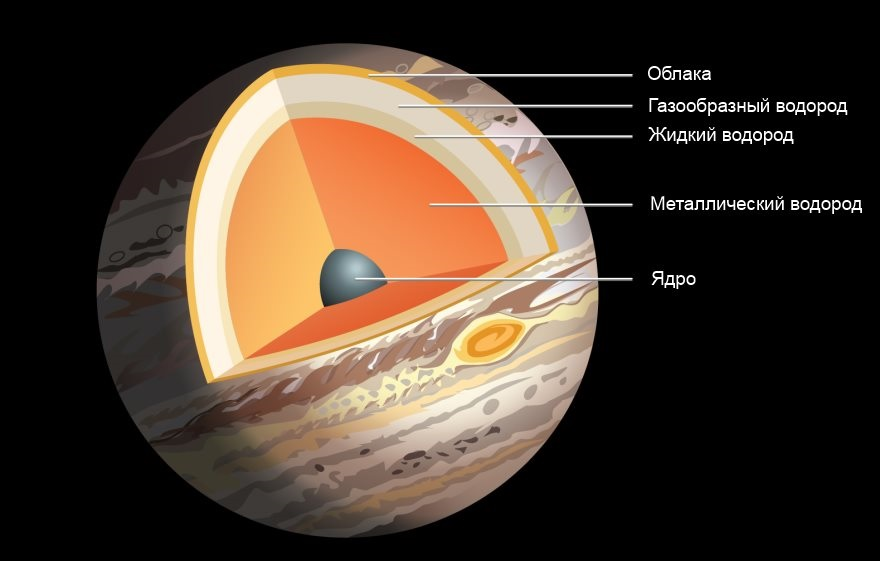 Облака
Газообразный водород
Жидкий водород
Металлический водород
Ядро